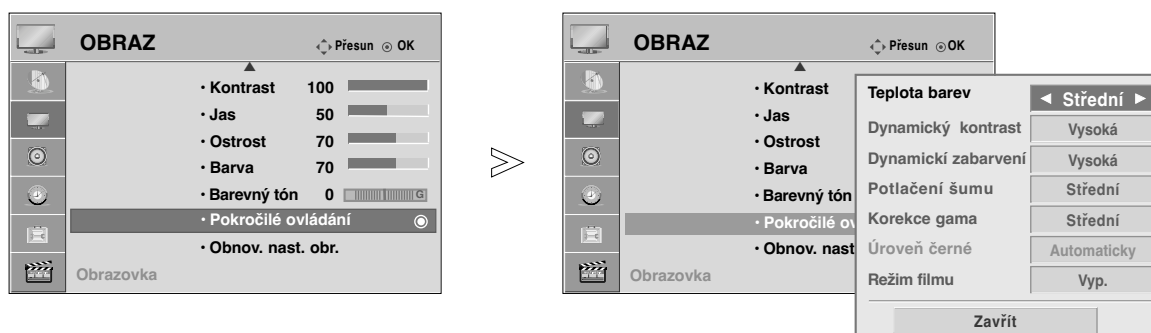 OBRAZ Přesun OK
• Kontrast 100
• Jas 50
• Ostrost 70
• Barva 70
• Barevný tón 0 G
• Pokročilé ovládání
• Obnov. nast. obr.
Obrazovka
OBRAZ Přesun OK
• Kontrast
• Jas
• Ostrost
• Barva
• Barevný tón
• Pokročilé ov
• Obnov. nast
Obrazovka
Teplota barev ◄ Střední ►
Dynamický kontrast Vysoká
Dynamickí zabarvení Vysoká
Potlačení šumu Střední
Korekce gama Střední
Úroveň černé Automaticky
Režim filmu Vyp.
Zavřít